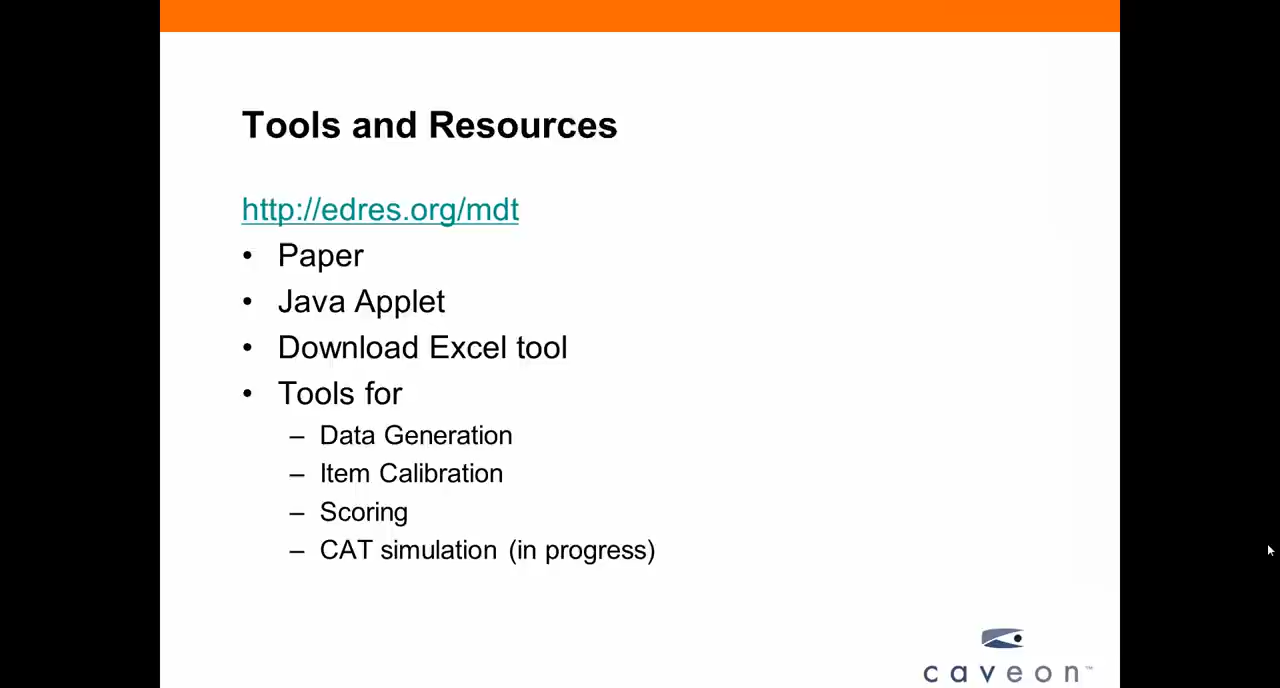 Tools and Resources
http://edres.org/mdt
• Paper
• Java Applet
• Download Excel tool
• Tools for
– Data Generation
– Item Calibration
– Scoring
– CAT simulation (in progress)
caveon™